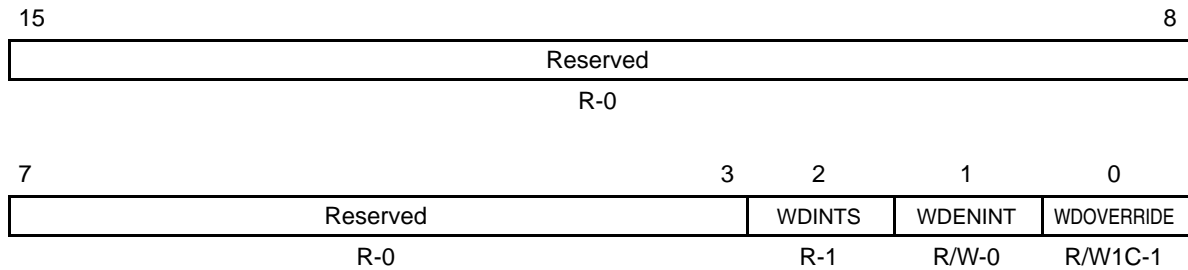 15 8
Reserved
R-0
7 3 2 1 0
Reserved WDINTS WDENINT WDOVERRIDE
R-0 R-1 R/W-0 R/W1C-1